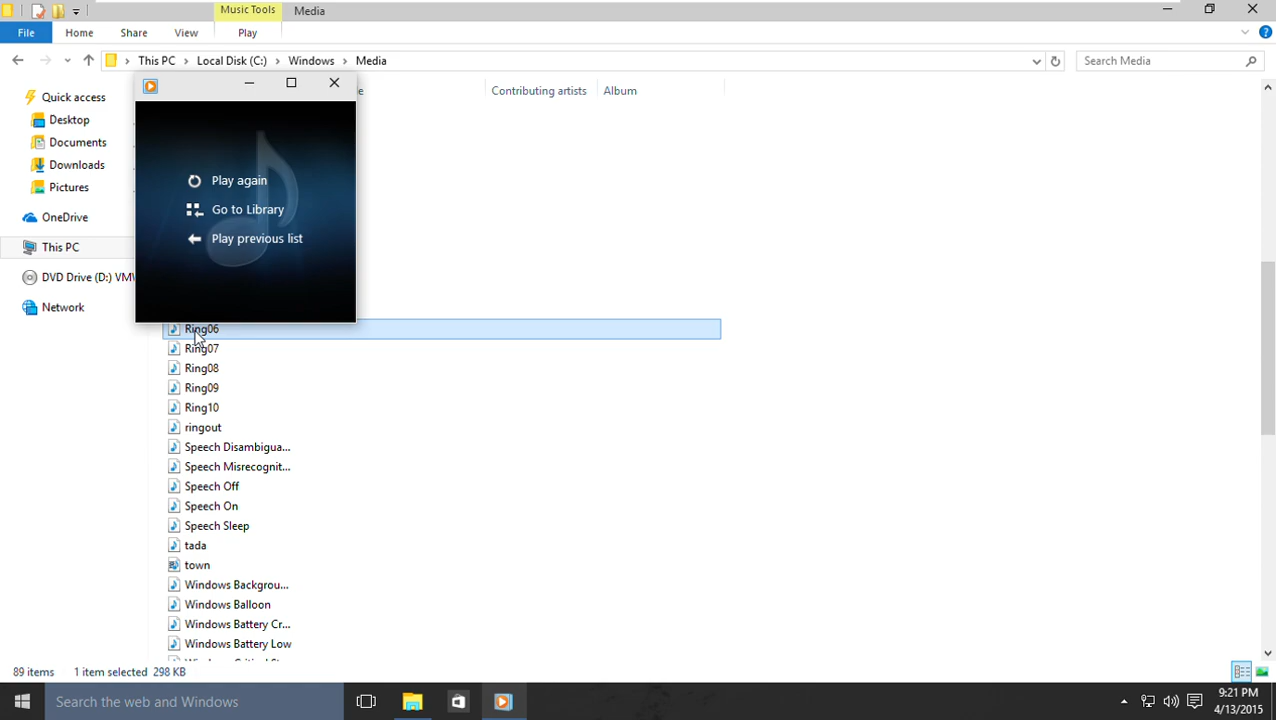 Music Tools
Media
File
Home
Share
View
Play
This PC
Local Disk (C:)
Windows
Media
Search Media
Contributing artists
Album
Quick access
Desktop
Documents
Downloads
Pictures
OneDrive
This PC
DVD Drive (D:) VM
Network
Play again
Go to Library
Play previous list
Ring06
Ring07
Ring08
Ring09
Ring10
ringout
Speech Disambigua...
Speech Misrecognit...
Speech Off
Speech On
Speech Sleep
tada
town
Windows Backgrou...
Windows Balloon
Windows Battery Cr...
Windows Battery Low
89 items
1 item selected 298 KB
Search the web and Windows
9:21 PM
4/13/2015